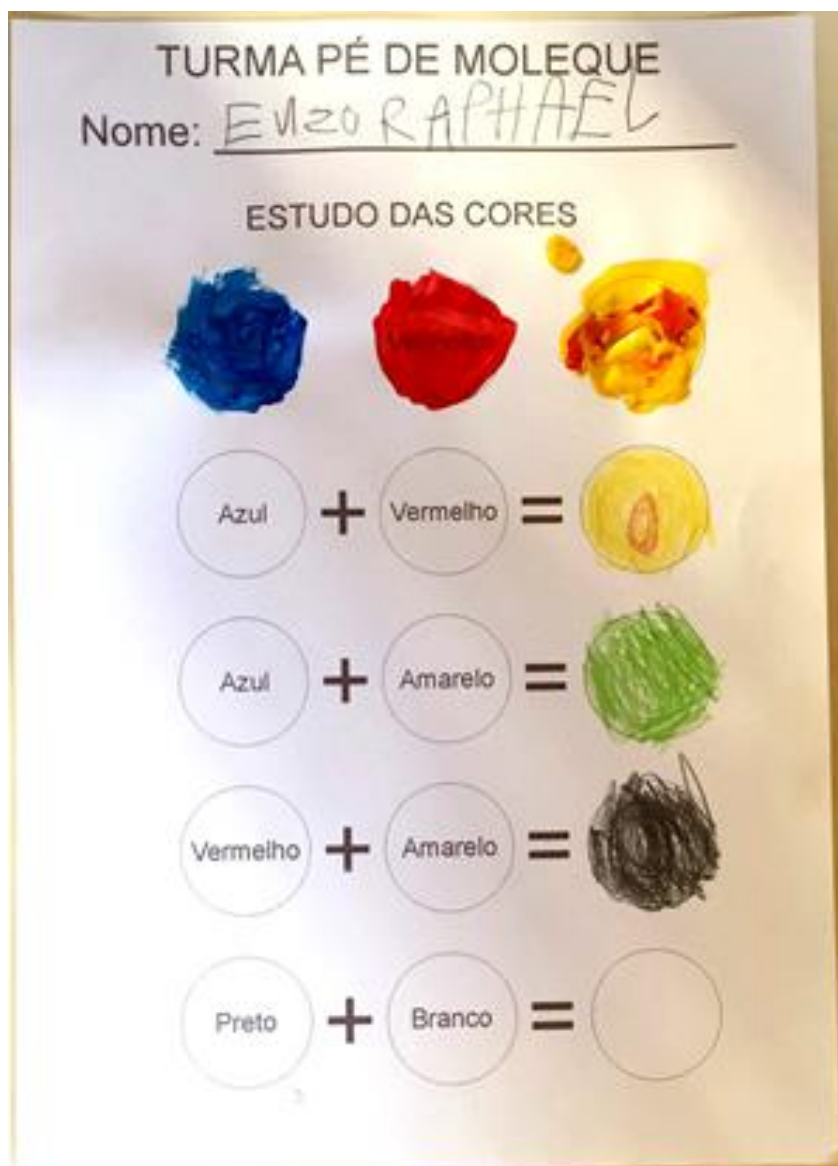 TURMA PÉ DE MOLEQUE
Nome: ENZO RAPHAEL
ESTUDO DAS CORES
Azul + Vermelho =
Azul + Amarelo =
Vermelho + Amarelo =
Preto + Branco =